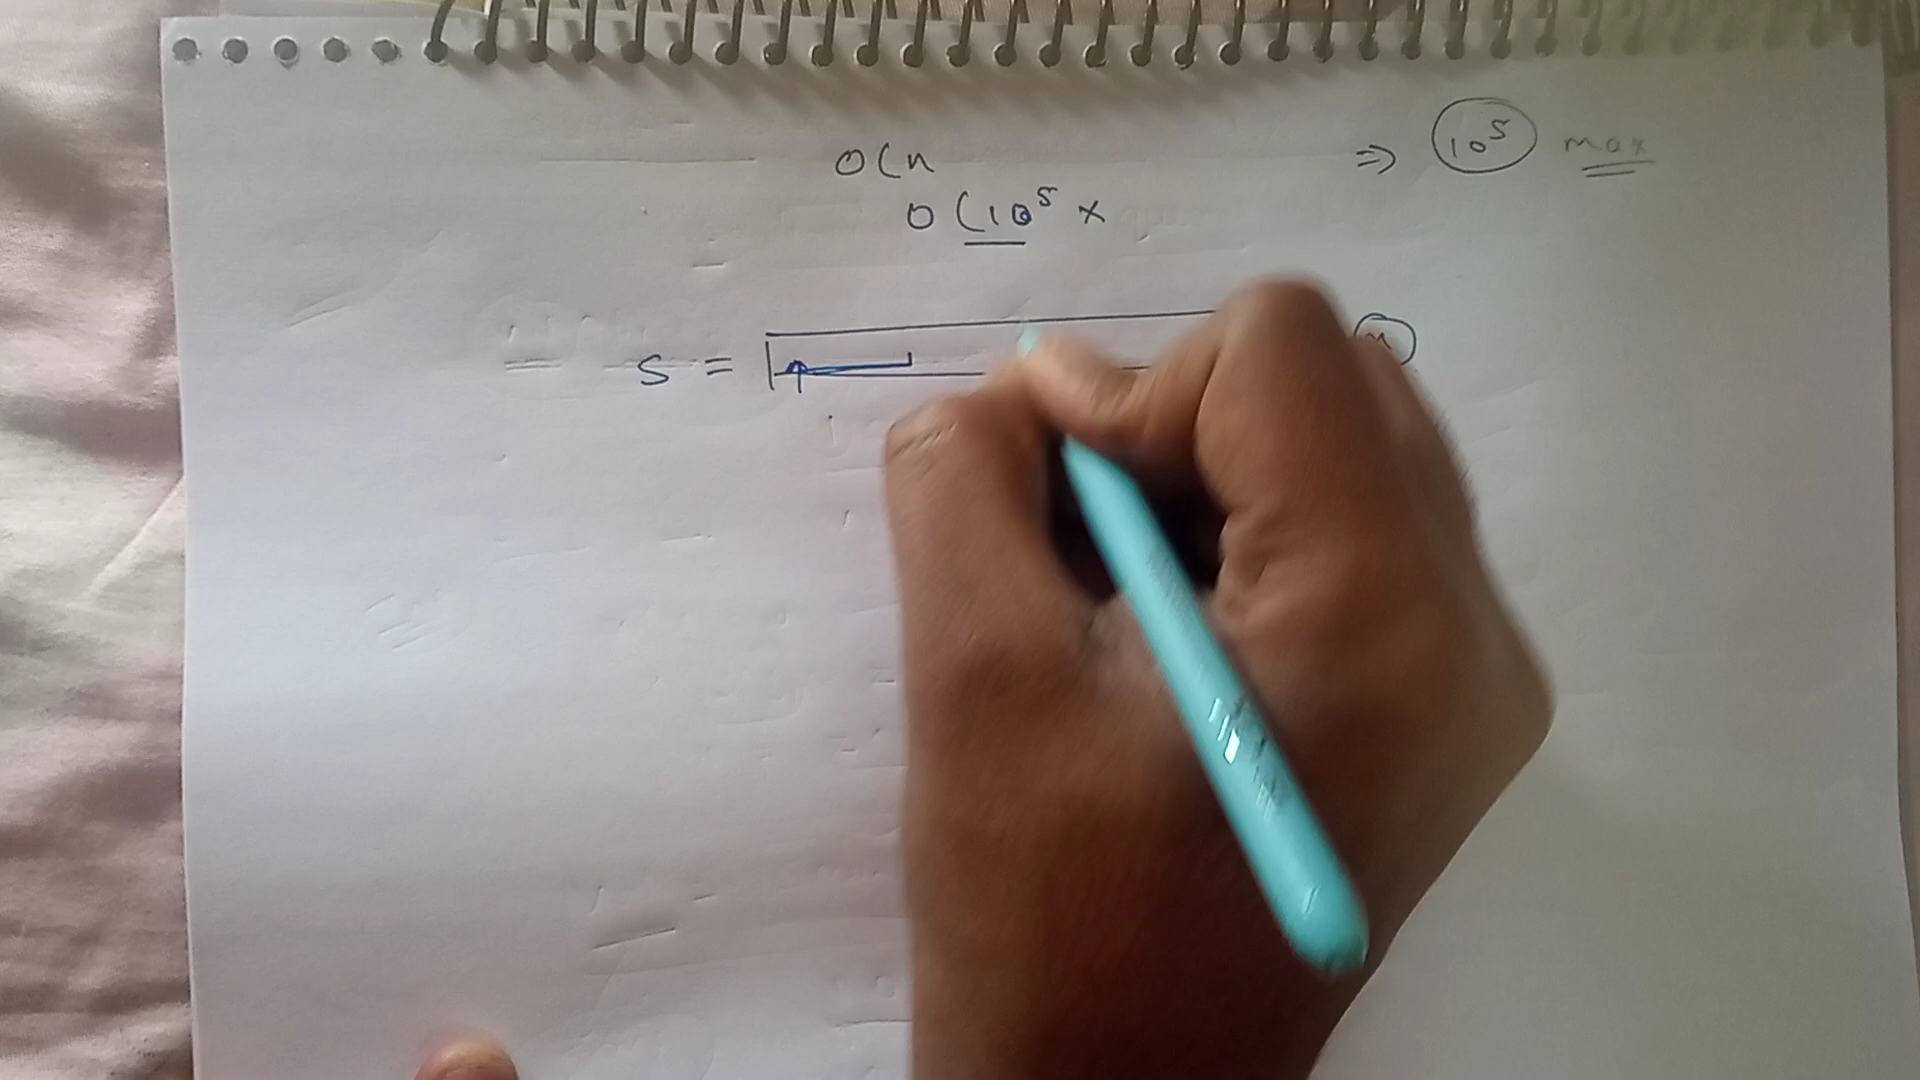 O(n ⇒ 10⁵ max
O(10⁵ x
S = n